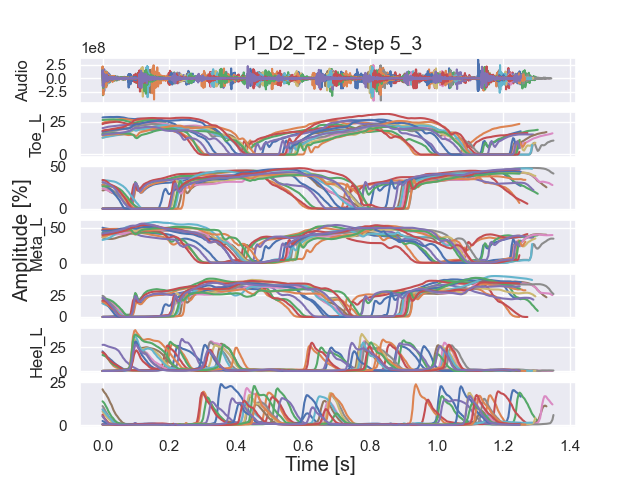 P1_D2_T2 - Step 5_3
1e8
Audio
2.5
0.0
−2.5
Toe_L
25
0
50
0
Meta_L
50
0
25
0
Heel_L
25
0
25
0
Amplitude [%]
0.0 0.2 0.4 0.6 0.8 1.0 1.2 1.4
Time [s]